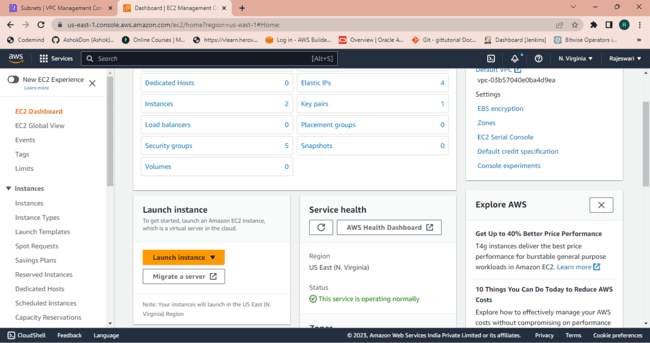 Subnets | VPC Management Con
Dashboard | EC2 Management C
us-east-1.console.aws.amazon.com/ec2/home?region=us-east-1#Home:
Codemind
AshokDon (Ashok)...
Online Courses | M...
https://vlearn.herov...
Log in - AWS Builde...
Overview | Oracle A...
Git - gittutorial Doc...
Dashboard [Jenkins]
Bitwise Operators i...
aws
Services
Search
[Alt+S]
N. Virginia
Rajeswari
New EC2 Experience
Learn more
EC2 Dashboard
EC2 Global View
Events
Tags
Limits
Instances
Instances
Instance Types
Launch Templates
Spot Requests
Savings Plans
Reserved Instances
Dedicated Hosts
Scheduled Instances
Capacity Reservations
Dedicated Hosts 0
Elastic IPs 4
Instances 2
Key pairs 1
Load balancers 0
Placement groups 0
Security groups 5
Snapshots 0
Volumes 0
Launch instance
To get started, launch an Amazon EC2 instance,
which is a virtual server in the cloud.
Launch instance
Migrate a server
Note: Your instances will launch in the US East (N.
Virginia) Region
Service health
AWS Health Dashboard
Region
US East (N. Virginia)
Status
This service is operating normally
Zones
Default VPC
vpc-03b57040e0ba4d9ea
Settings
EBS encryption
Zones
EC2 Serial Console
Default credit specification
Console experiments
Explore AWS
Get Up to 40% Better Price Performance
T4g instances deliver the best price
performance for burstable general purpose
workloads in Amazon EC2. Learn more
10 Things You Can Do Today to Reduce AWS
Costs
Explore how to effectively manage your AWS
costs without compromising on performance
CloudShell
Feedback
Language
© 2023, Amazon Web Services India Private Limited or its affiliates.
Privacy
Terms
Cookie preferences